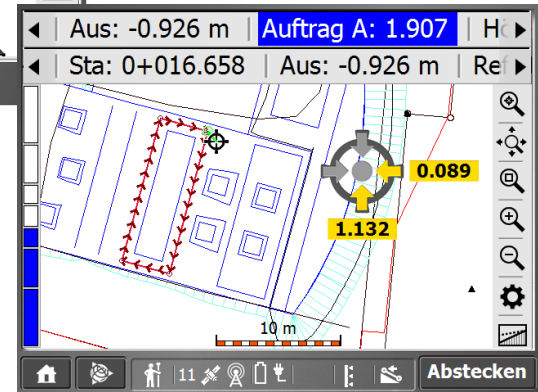 Aus: -0.926 m Auftrag A: 1.907
Sta: 0+016.658 Aus: -0.926 m Ref
0.089
1.132
10 m
11 Abstecken